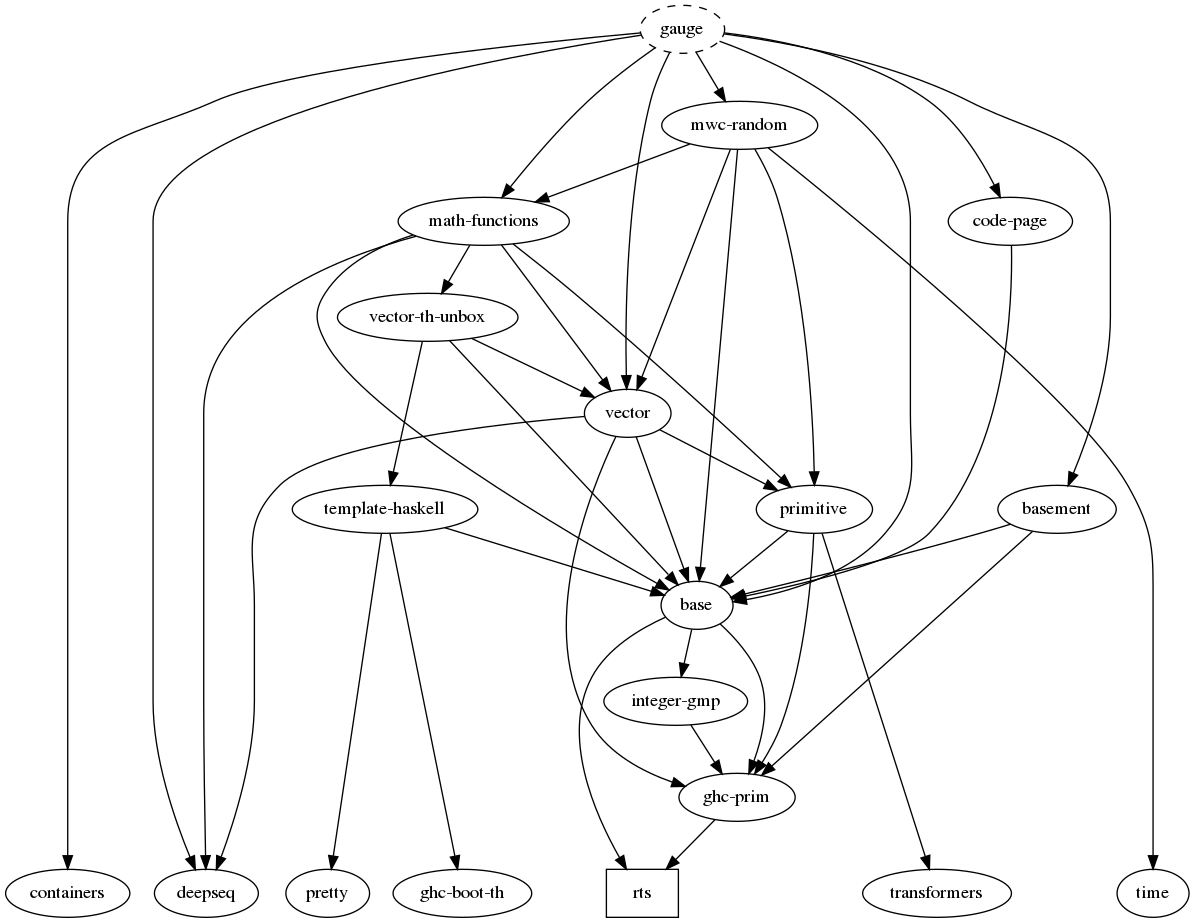 gauge
mwc-random
math-functions
code-page
vector-th-unbox
vector
template-haskell
primitive
basement
base
integer-gmp
ghc-prim
containers
deepseq
pretty
ghc-boot-th
rts
transformers
time